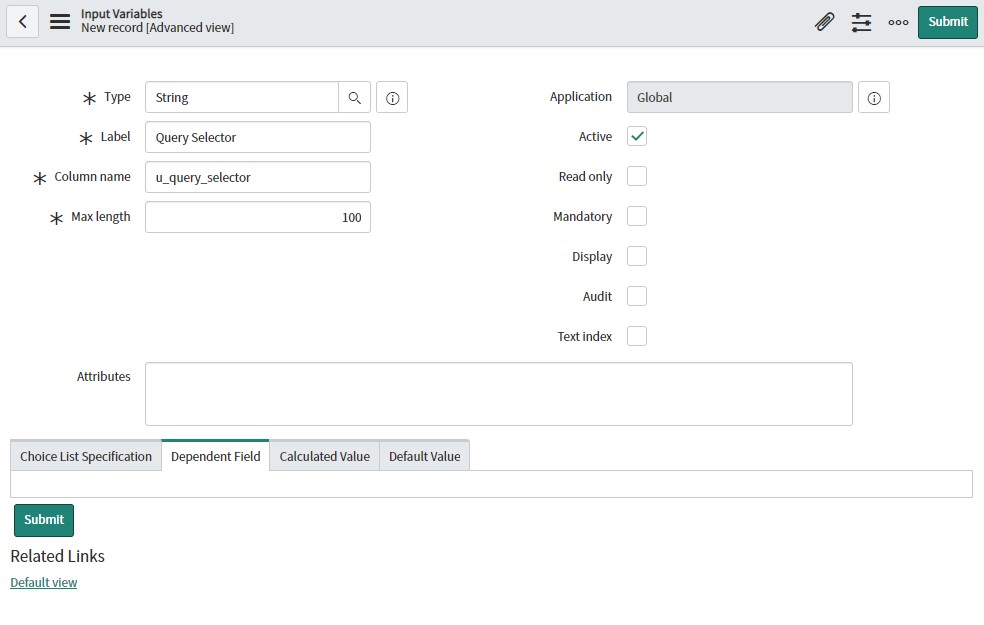 Input Variables
New record [Advanced view]
Submit
Type
String
Application
Global
Label
Query Selector
Active
Column name
u_query_selector
Read only
Max length
100
Mandatory
Display
Audit
Text index
Attributes
Choice List Specification
Dependent Field
Calculated Value
Default Value
Submit
Related Links
Default view